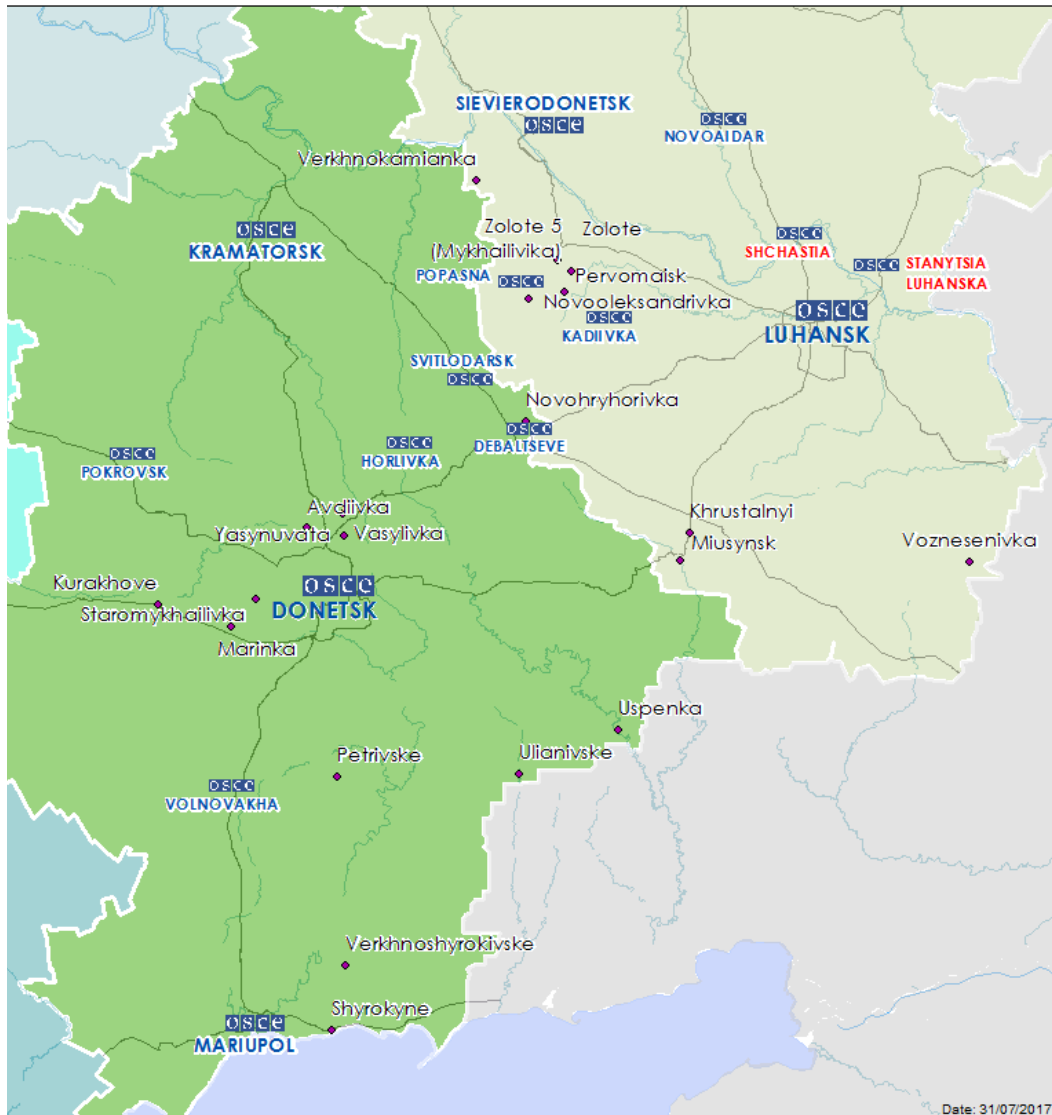 SIEVIERODONETSK
osce
osce
NOVOAIDAR
Verkhnokamianka
osce
KRAMATORSK
Zolote 5
(Mykhailivika)
Zolote
osce
SHCHASTIA
osce
STANYTSIA
LUHANSKA
POPASNA
osce
Pervomaisk
Novooleksandrivka
osce
KADIIVKA
osce
LUHANSK
SVITLODARSK
osce
Novohryhorivka
osce
DEBALTSEVE
osce
HORLIVKA
osce
POKROVSK
Avdiivka
Yasynuvata
Vasylivka
Khrustalnyi
Miusynsk
Voznesenivka
Kurakhove
Staromykhailivka
Marinka
osce
DONETSK
Uspenka
Petrivske
Ulianivske
osce
VOLNOVAKHA
Verkhnoshyrokivske
Shyrokyne
osce
MARIUPOL
Date: 31/07/2017